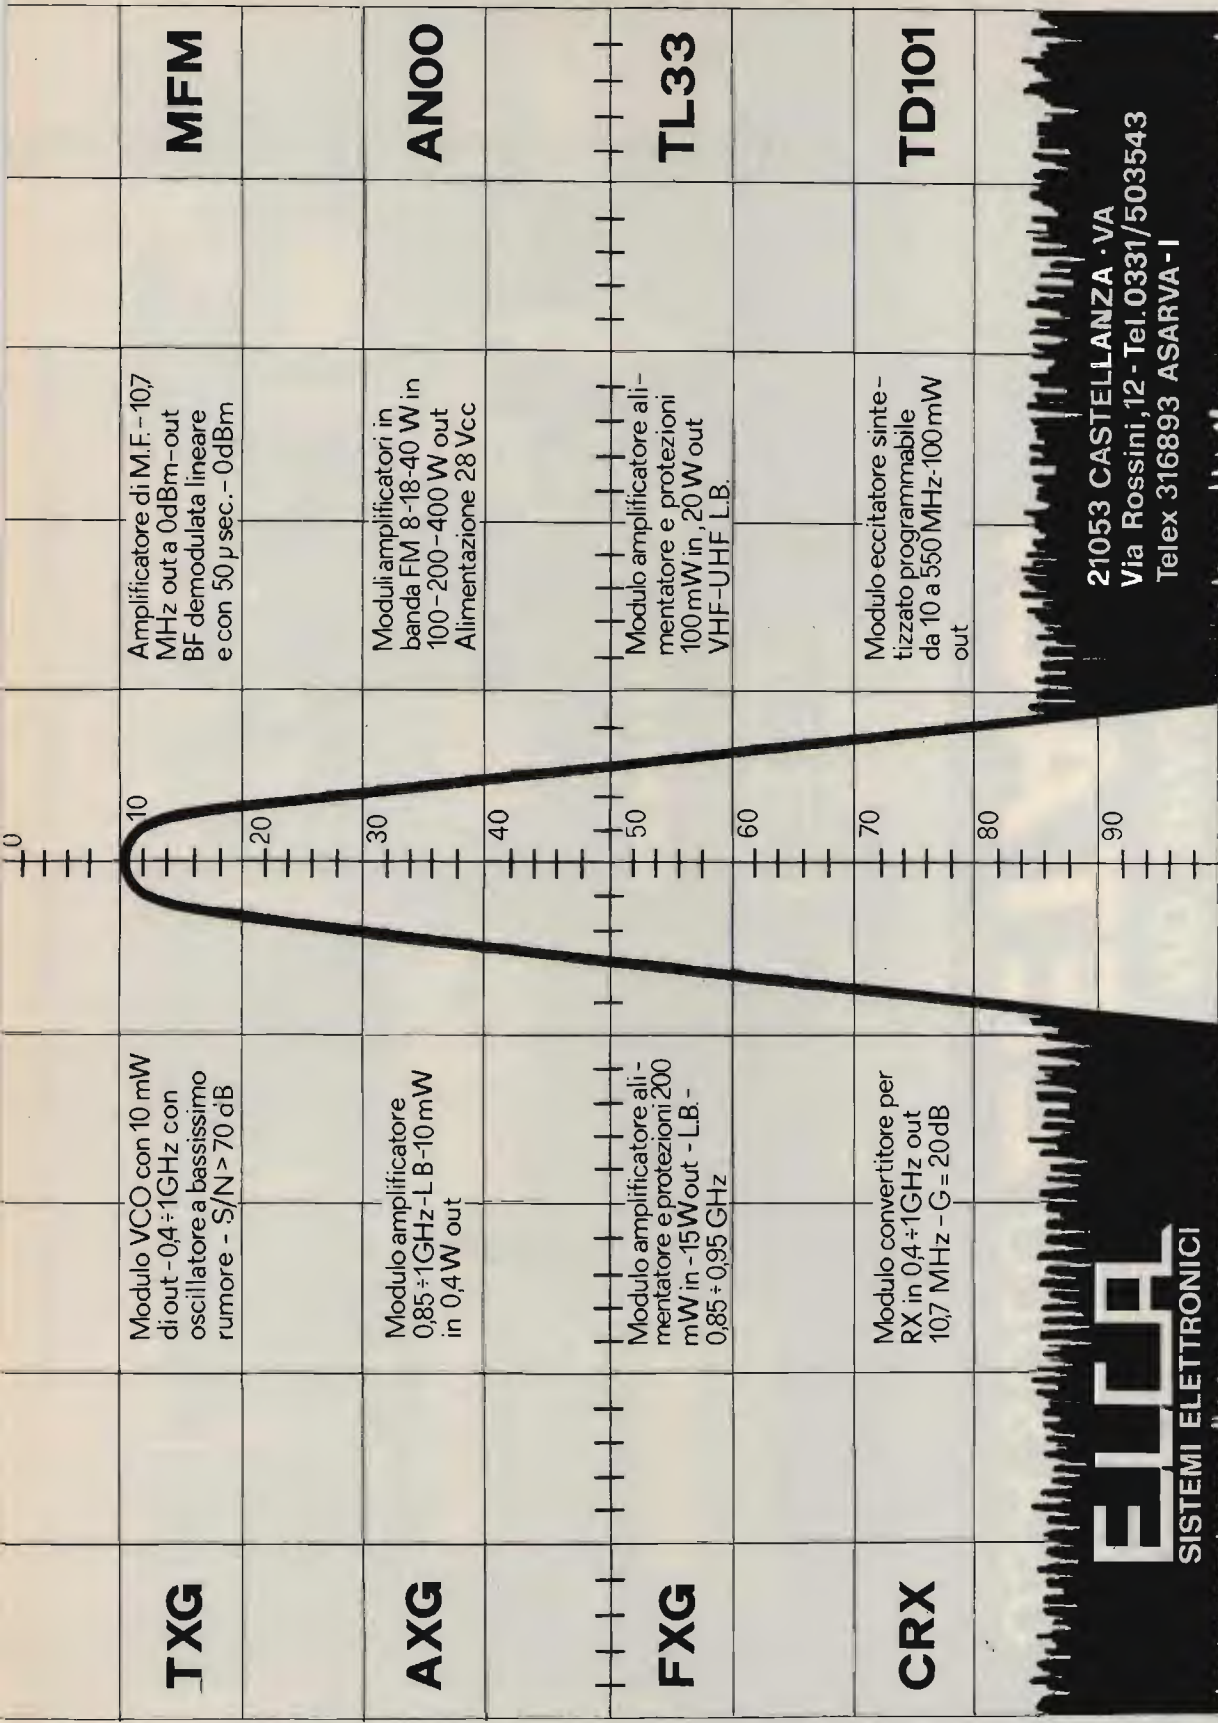 TXG
Modulo VCO con 10 mW
di out - 0,4 ÷ 1GHz con
oscillatore a bassissimo
rumore - S/N > 70 dB
0
10
20
30
40
50
60
70
80
90
Amplificatore di M.F. - 10,7
MHz out a 0dBm - out
BF demodulata lineare
e con 50 µ sec. - 0dBm
MFM
AXG
Modulo amplificatore
0,85 ÷ 1GHz - L B - 10 mW
in 0,4 W out
Moduli amplificatori in
banda FM 8-18-40 W in
100-200-400 W out
Alimentazione 28 Vcc
AN00
FXG
Modulo amplificatore ali-
mentatore e protezioni 200
mW in - 15 W out - L.B. -
0,85 ÷ 0,95 GHz
Modulo amplificatore ali-
mentatore e protezioni
100 mW in, 20 W out
VHF-UHF L.B.
TL33
CRX
Modulo convertitore per
RX in 0,4 ÷ 1GHz out
10,7 MHz - G = 20dB
Modulo eccitatore sinte-
tizzato programmabile
da 10 a 550 MHz-100mW
out
TD101
ELCA
SISTEMI ELETTRONICI
21053 CASTELLANZA · VA
Via Rossini, 12 - Tel. 0331/503543
Telex 316893 ASARVA - I